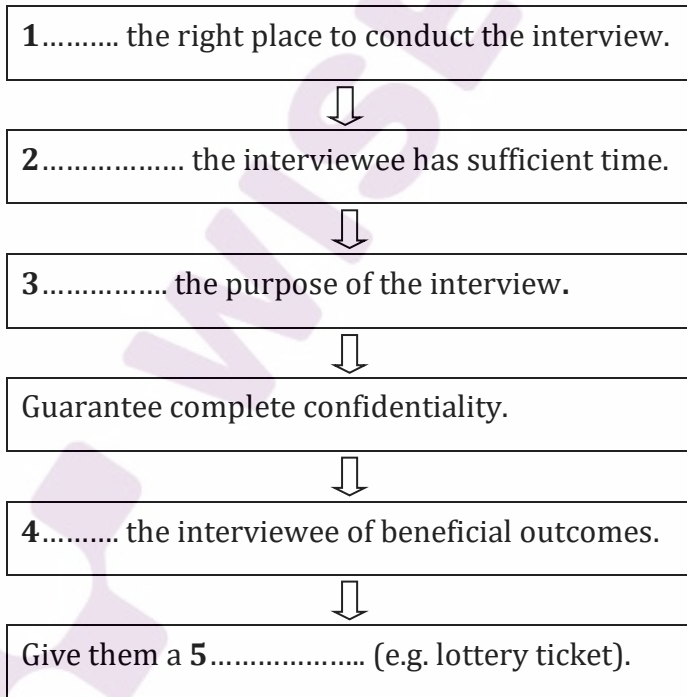 1.......... the right place to conduct the interview.
2.................. the interviewee has sufficient time.
3................ the purpose of the interview.
Guarantee complete confidentiality.
4.......... the interviewee of beneficial outcomes.
Give them a 5.................... (e.g. lottery ticket).
WISE